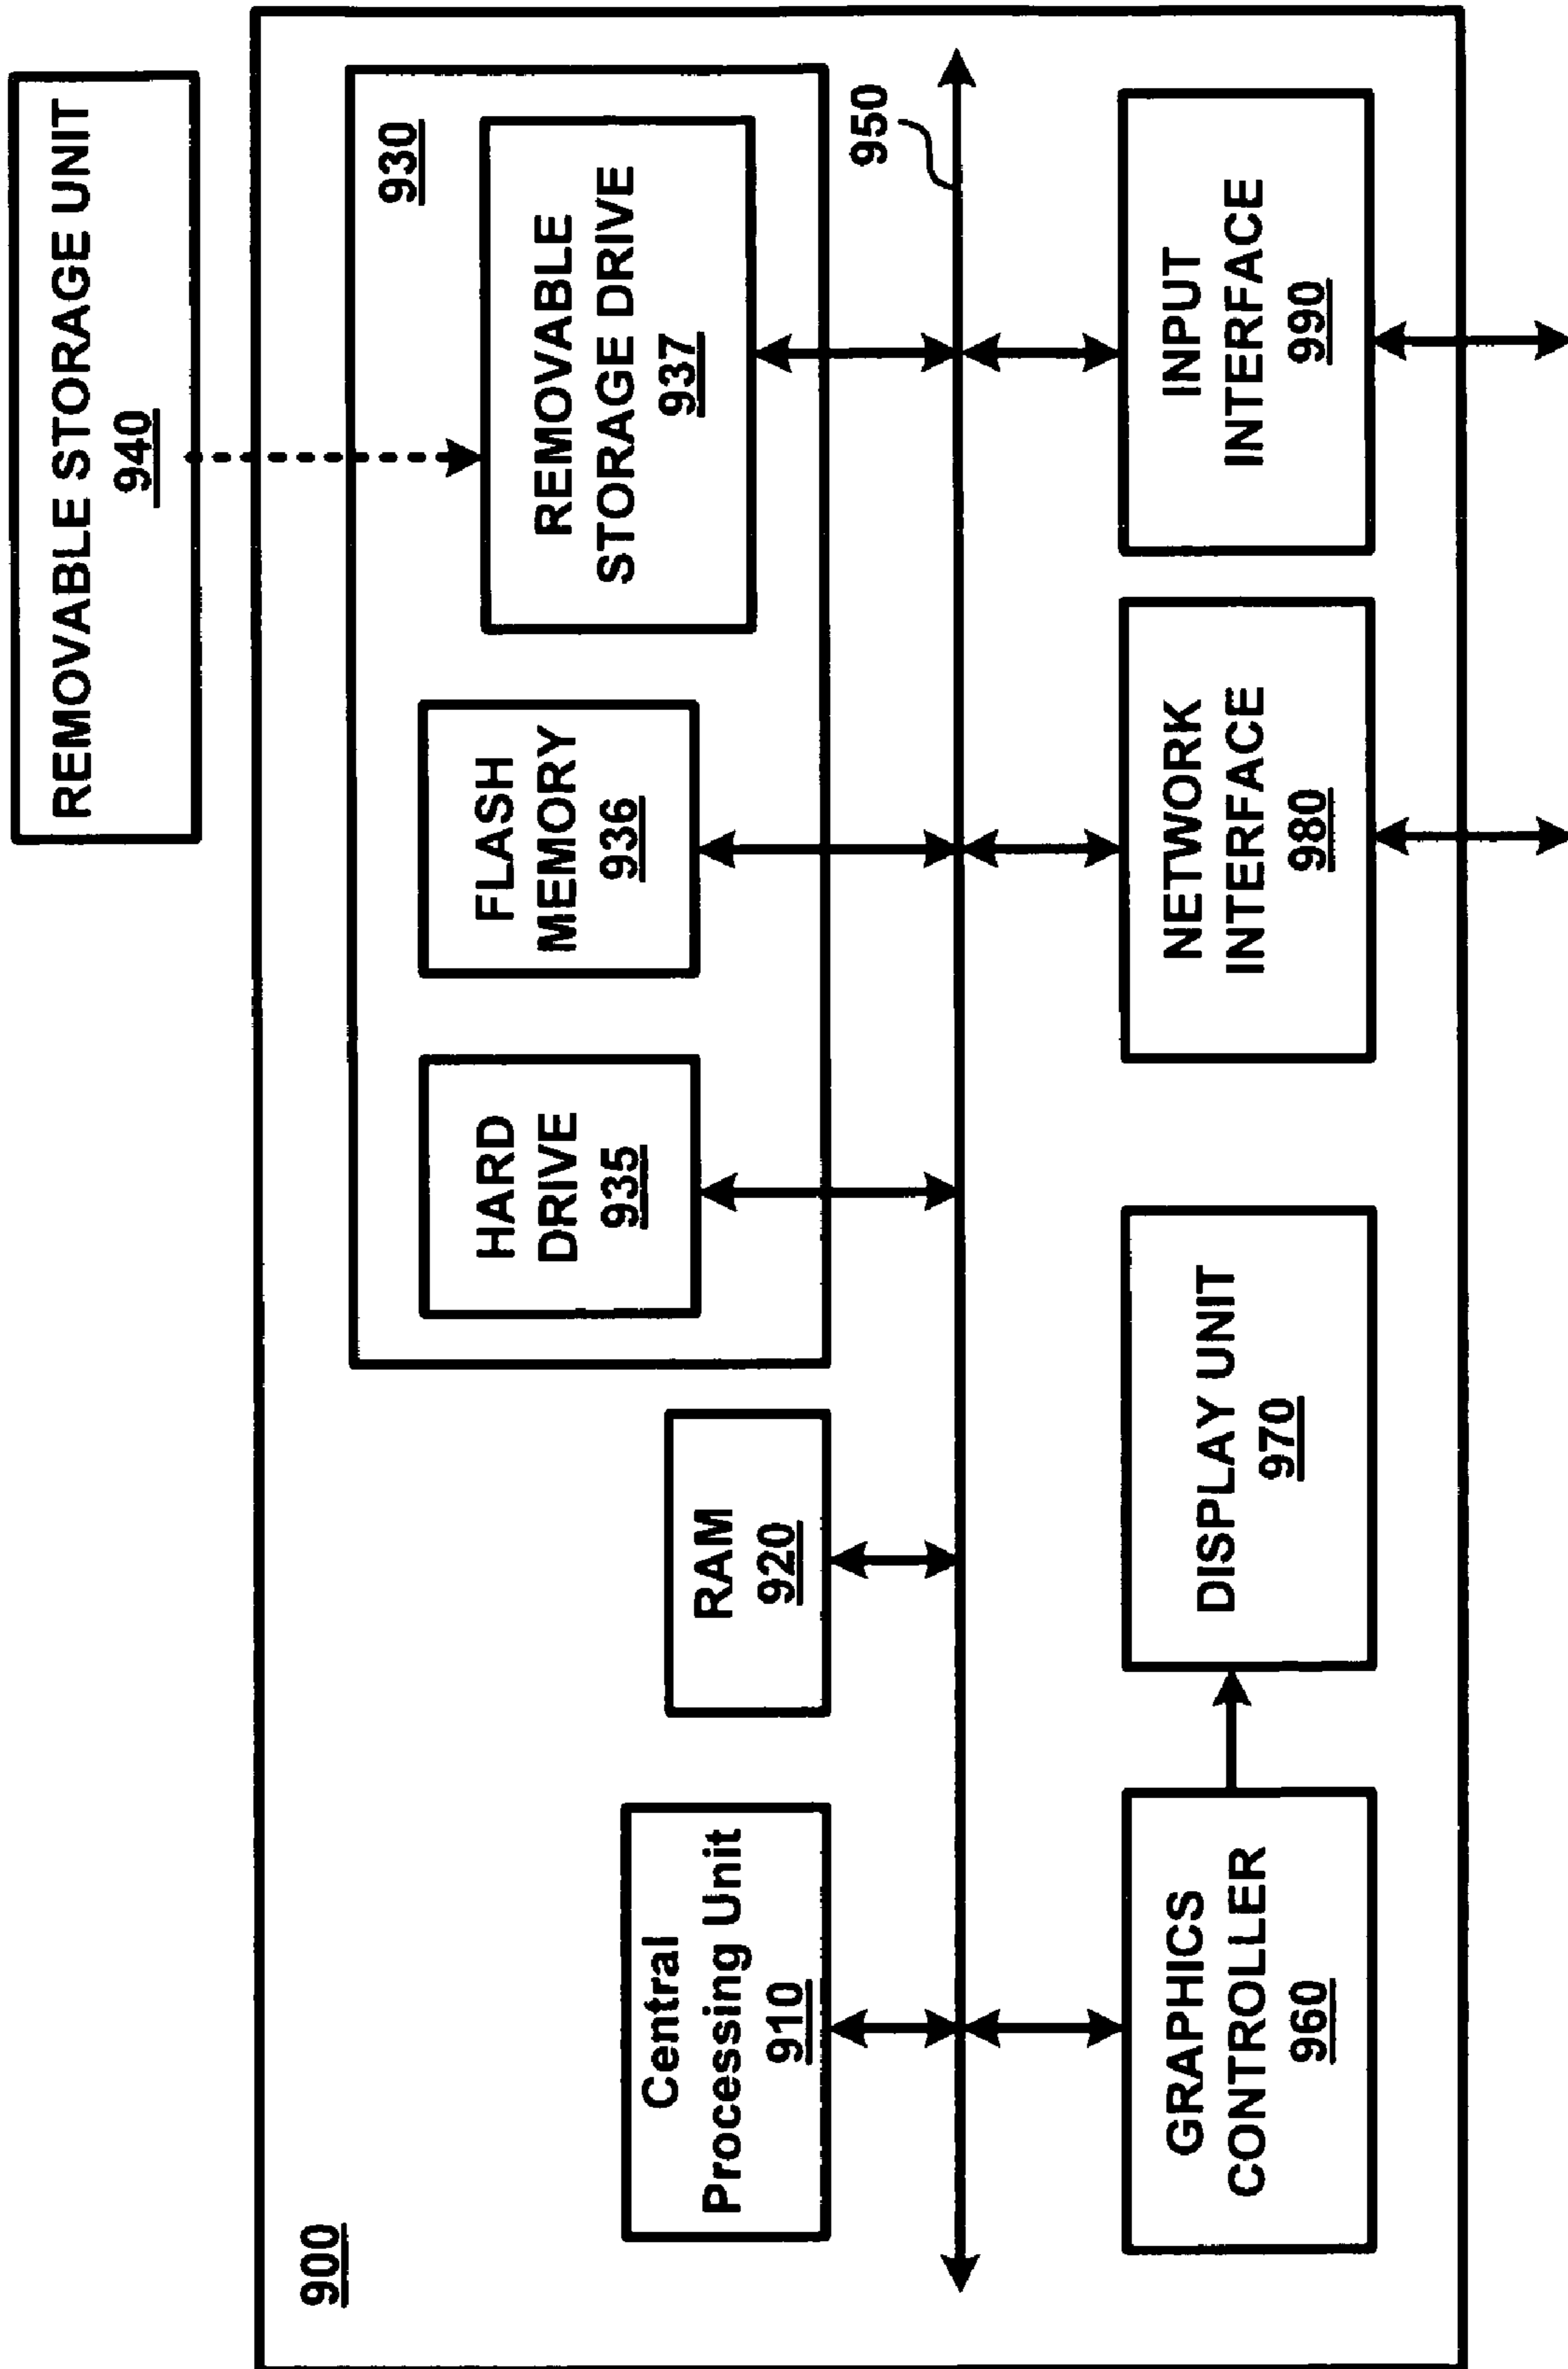 REMOVABLE STORAGE UNIT
940
900
930
Central
Processing Unit
910
RAM
920
HARD
DRIVE
935
FLASH
MEMORY
936
REMOVABLE
STORAGE DRIVE
937
950
GRAPHICS
CONTROLLER
960
DISPLAY UNIT
970
NETWORK
INTERFACE
980
INPUT
INTERFACE
990